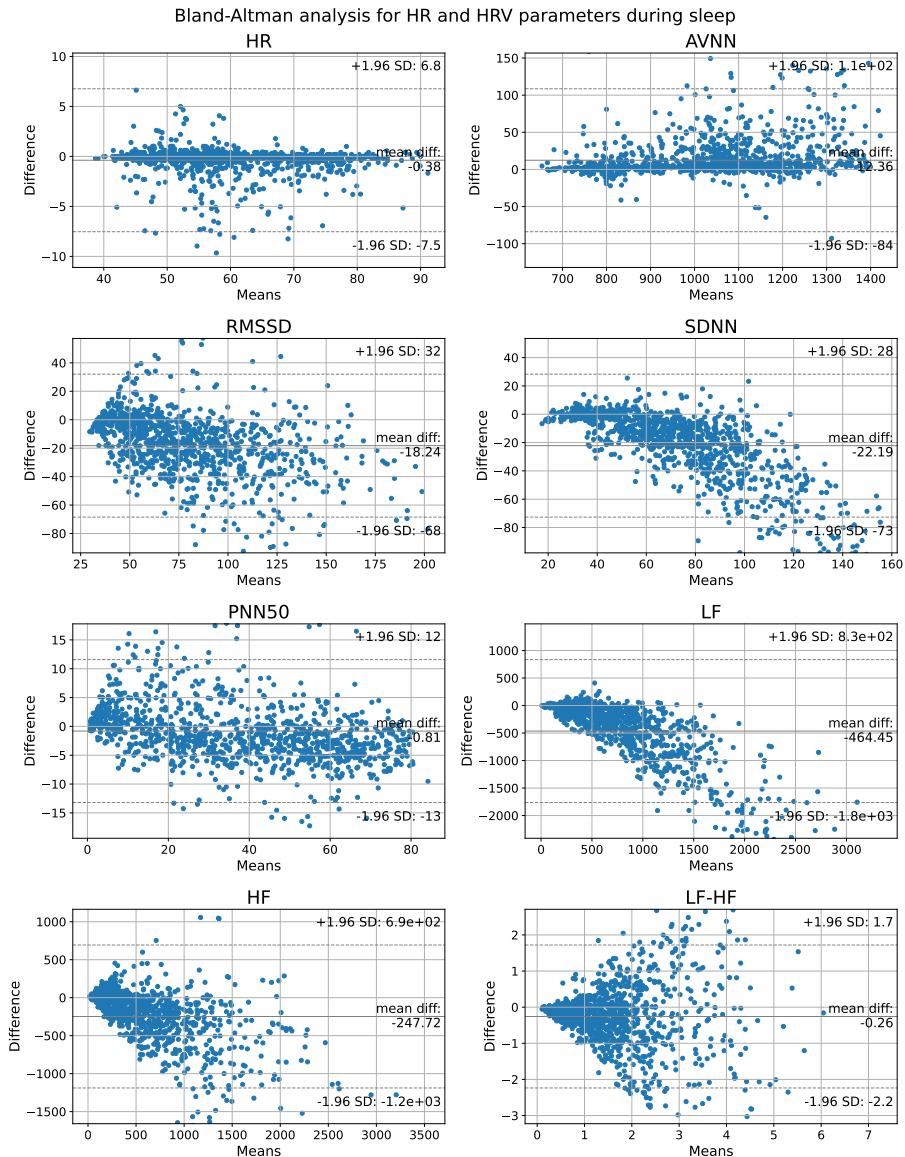 Bland-Altman analysis for HR and HRV parameters during sleep
HR
10
5
0
−5
−10
40
50
60
70
80
90
Difference
Means
+1.96 SD: 6.8
mean diff:
-0.38
-1.96 SD: -7.5
AVNN
150
100
50
0
−50
−100
700
800
900
1000
1100
1200
1300
1400
Difference
Means
+1.96 SD: 1.1e+02
mean diff:
12.36
-1.96 SD: -84
RMSSD
40
20
0
−20
−40
−60
−80
25
50
75
100
125
150
175
200
Difference
Means
+1.96 SD: 32
mean diff:
-18.24
-1.96 SD: -68
SDNN
40
20
0
−20
−40
−60
−80
20
40
60
80
100
120
140
160
Difference
Means
+1.96 SD: 28
mean diff:
-22.19
-1.96 SD: -73
PNN50
15
10
5
0
−5
−10
−15
0
20
40
60
80
Difference
Means
+1.96 SD: 12
mean diff:
-0.81
-1.96 SD: -13
LF
1000
500
0
−500
−1000
−1500
−2000
0
500
1000
1500
2000
2500
3000
Difference
Means
+1.96 SD: 8.3e+02
mean diff:
-464.45
-1.96 SD: -1.8e+03
HF
1000
500
0
−500
−1000
−1500
0
500
1000
1500
2000
2500
3000
3500
Difference
Means
+1.96 SD: 6.9e+02
mean diff:
-247.72
-1.96 SD: -1.2e+03
LF-HF
2
1
0
−1
−2
−3
0
1
2
3
4
5
6
7
Difference
Means
+1.96 SD: 1.7
mean diff:
-0.26
-1.96 SD: -2.2